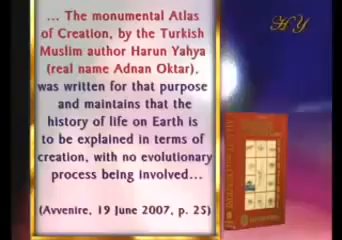 ... The monumental Atlas
of Creation, by the Turkish
Muslim author Harun Yahya
(real name Adnan Oktar),
was written for that purpose
and maintains that the
history of life on Earth is
to be explained in terms of
creation, with no evolutionary
process being involved...
(Avvenire, 19 June 2007, p. 25)
HY